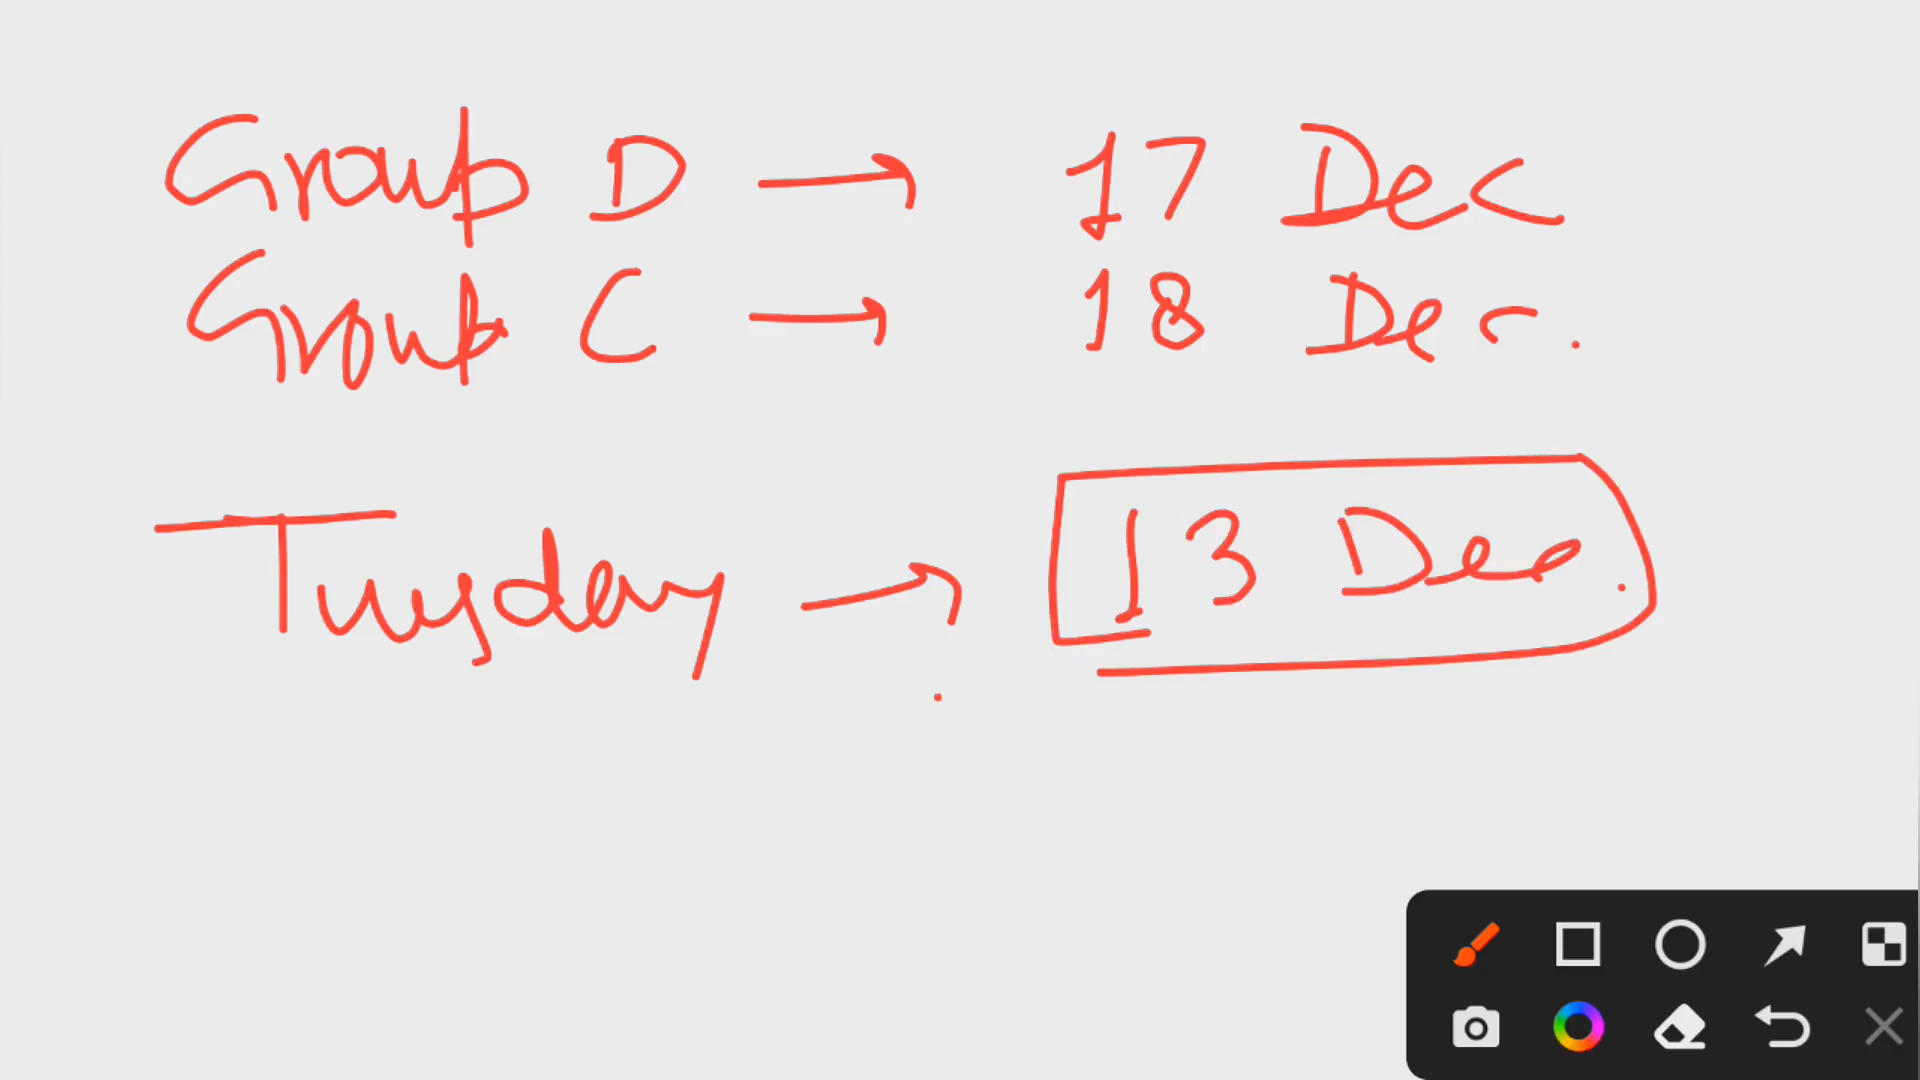 Group D → 17 Dec
Group C → 18 Dec.
Tuesday → 13 Dec.